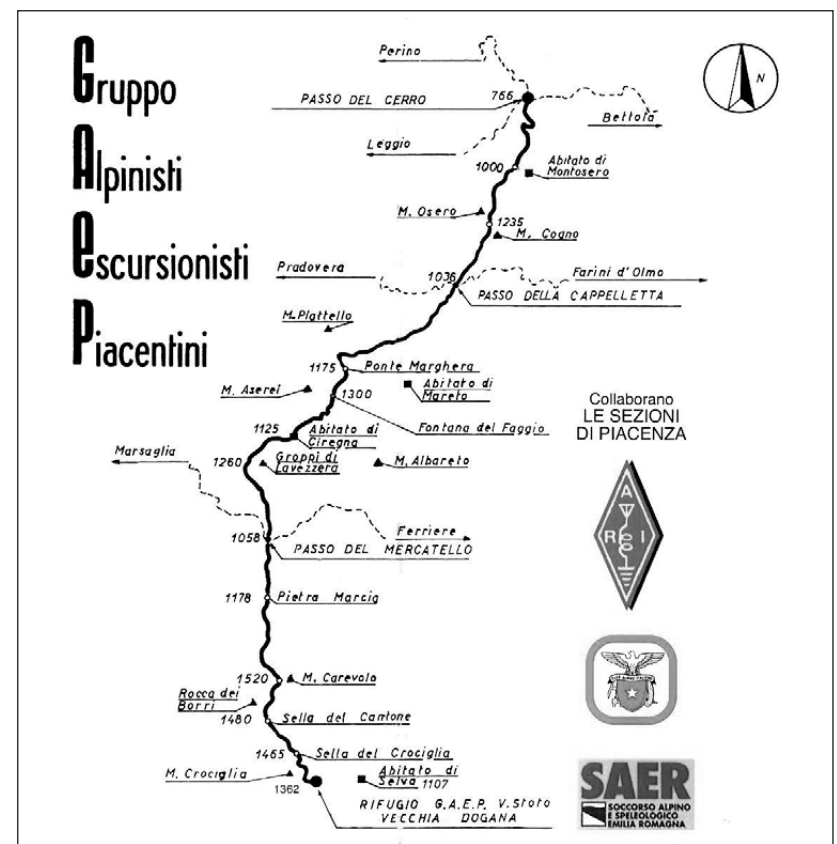 Gruppo
Alpinisti
escursionisti
Piacentini
N
Perino
766
PASSO DEL CERRO
Bettola
Leggio
1000
Abitato di
Montosero
M. Osero
1235
M. Cogno
Pradovera
1036
Farini d'Olmo
PASSO DELLA CAPPELLETTA
M. Plattello
1175
Ponte Marghera
M. Aserei
1300
Abitato di
Mareto
Fontana del Faggio
1125
Abitato di
Ciregna
Marsaglia
1260
Groppi di
Lavezzera
M. Albareto
Ferriere
1058
PASSO DEL MERCATELLO
1178
Pietra Marcia
1520
M. Carevolo
Rocca dei
Borri
1480
Sella del Cantone
1465
Sella del Crociglia
M. Crociglia
1362
Abitato di
Selva 1107
RIFUGIO G.A.E.P. V. Stoto
VECCHIA DOGANA
Collaborano
LE SEZIONI
DI PIACENZA
A
R I
SAER
SOCCORSO ALPINO
E SPELEOLOGICO
EMILIA ROMAGNA